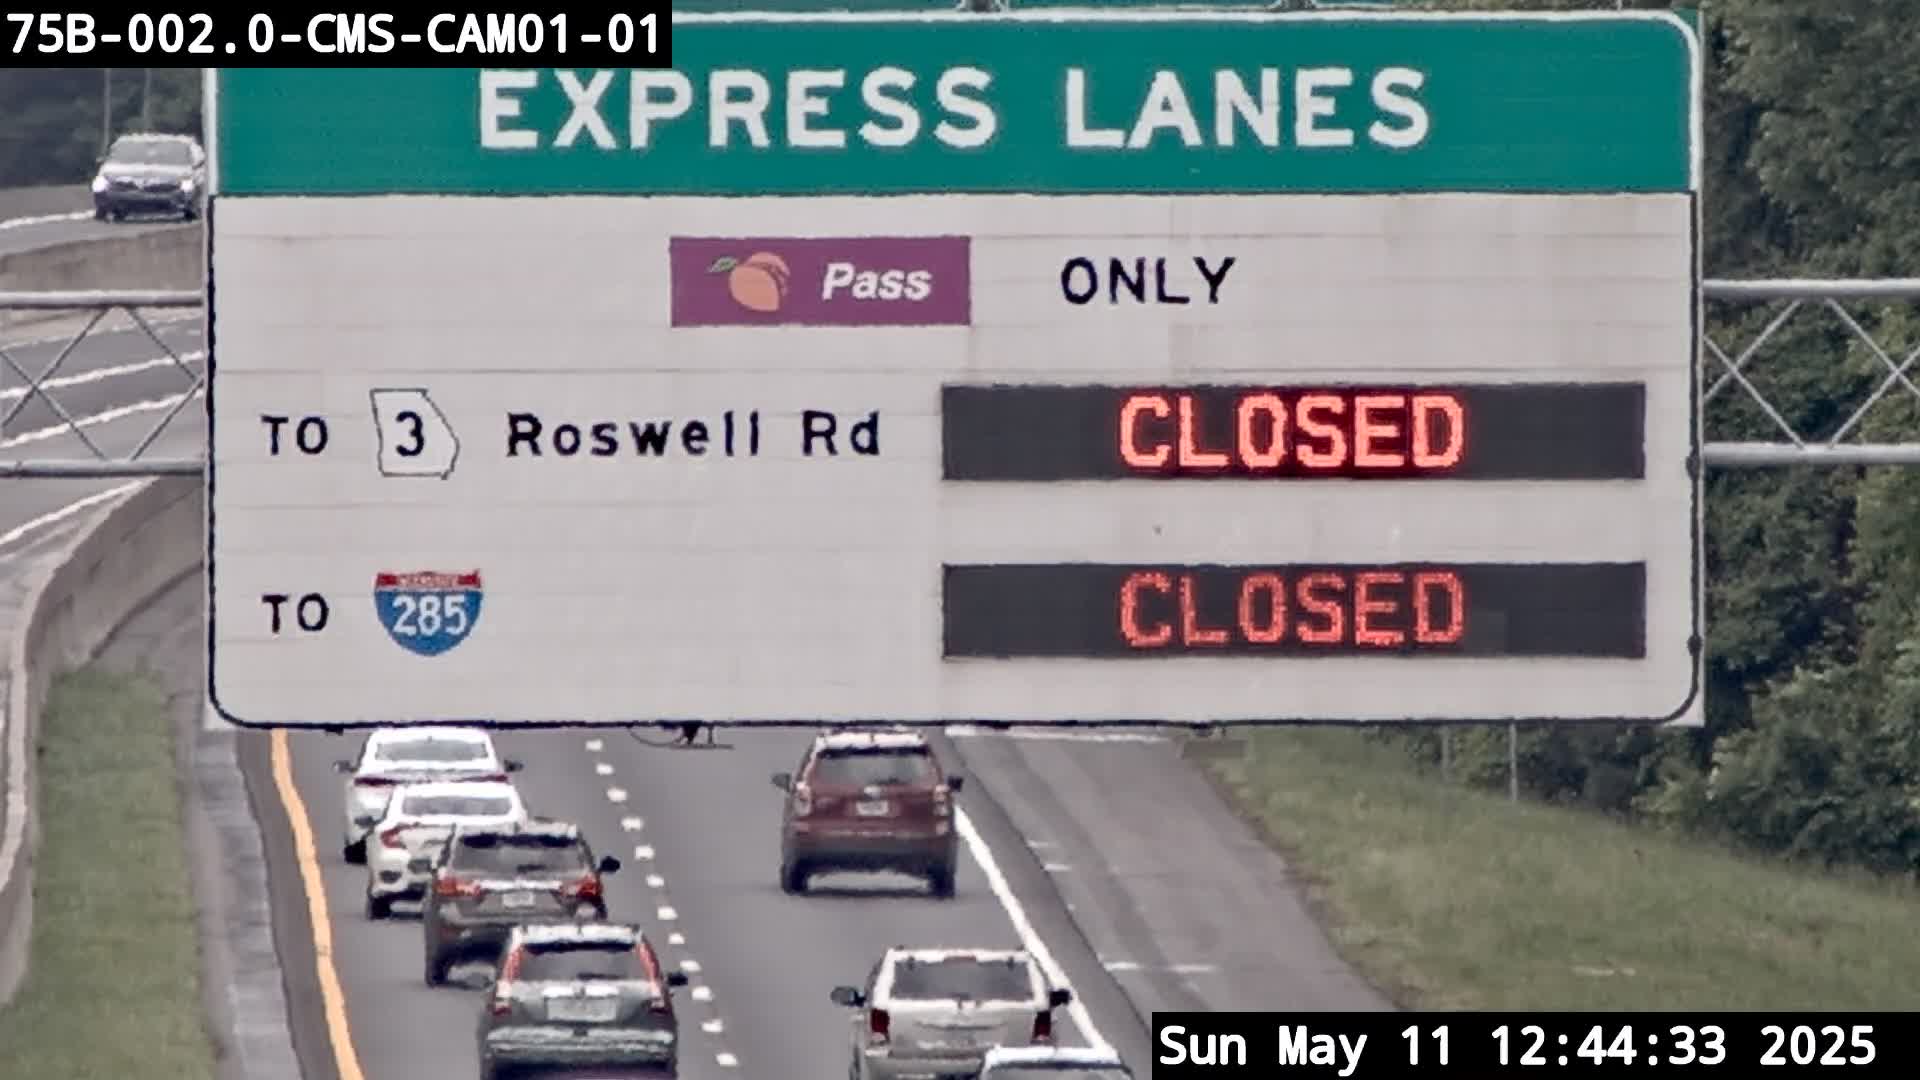 75B-002.0-CMS-CAM01-01
EXPRESS LANES
Pass ONLY
TO 3 Roswell Rd CLOSED
TO INTERSTATE 285 CLOSED
Sun May 11 12:44:33 2025